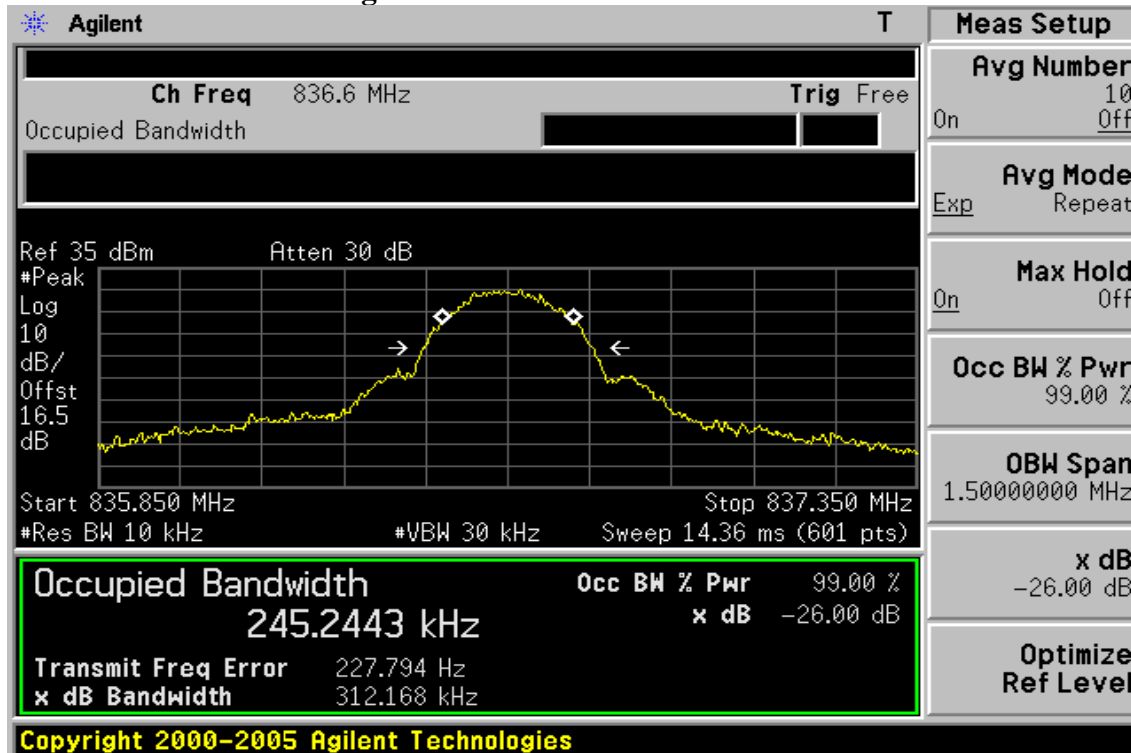 Agilent T Meas Setup
Avg Number
10
On Off
Ch Freq 836.6 MHz Trig Free
Occupied Bandwidth
Avg Mode
Exp Repeat
Ref 35 dBm Atten 30 dB
#Peak
Log
10
dB/
Offst
16.5
dB
Max Hold
On Off
Occ BW % Pwr
99.00 %
OBW Span
1.50000000 MHz
Start 835.850 MHz Stop 837.350 MHz
#Res BW 10 kHz #VBW 30 kHz Sweep 14.36 ms (601 pts)
x dB
-26.00 dB
Occupied Bandwidth Occ BW % Pwr 99.00 %
245.2443 kHz x dB -26.00 dB
Transmit Freq Error 227.794 Hz
x dB Bandwidth 312.168 kHz
Optimize
Ref Level
Copyright 2000-2005 Agilent Technologies